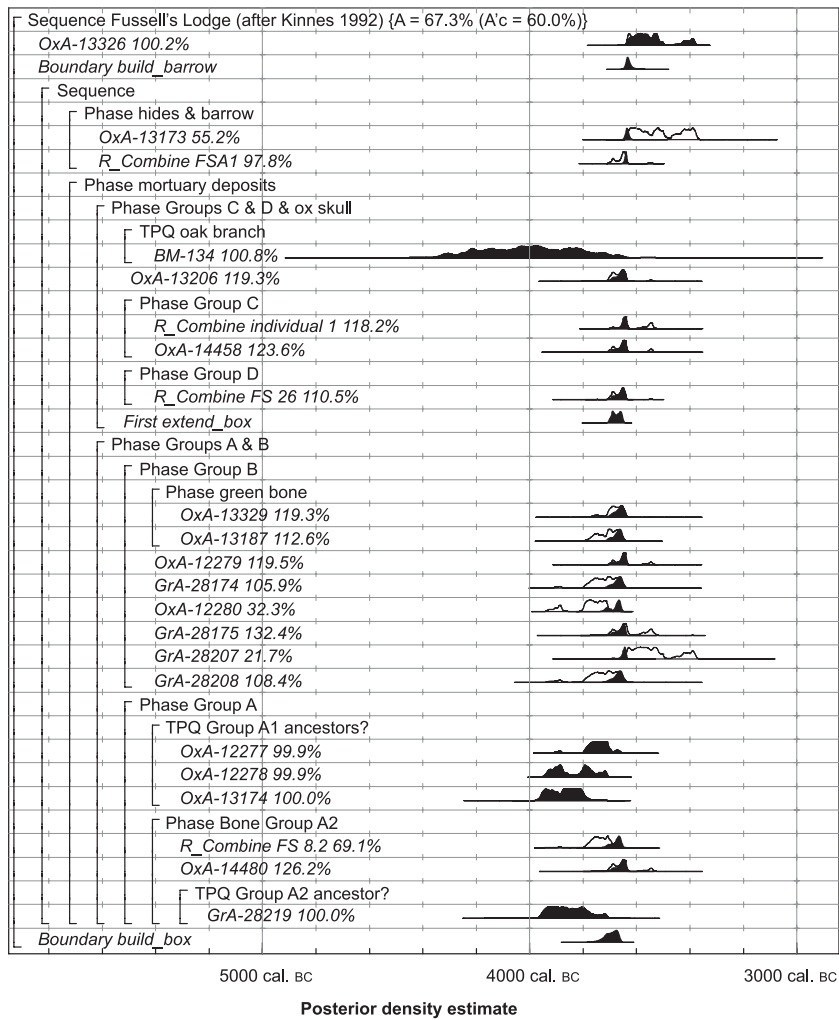 Sequence Fussell's Lodge (after Kinnes 1992) {A = 67.3% (A'c = 60.0%)}
OxA-13326 100.2%
Boundary build_barrow
Sequence
Phase hides & barrow
OxA-13173 55.2%
R_Combine FSA1 97.8%
Phase mortuary deposits
Phase Groups C & D & ox skull
TPQ oak branch
BM-134 100.8%
OxA-13206 119.3%
Phase Group C
R_Combine individual 1 118.2%
OxA-14458 123.6%
Phase Group D
R_Combine FS 26 110.5%
First extend_box
Phase Groups A & B
Phase Group B
Phase green bone
OxA-13329 119.3%
OxA-13187 112.6%
OxA-12279 119.5%
GrA-28174 105.9%
OxA-12280 32.3%
GrA-28175 132.4%
GrA-28207 21.7%
GrA-28208 108.4%
Phase Group A
TPQ Group A1 ancestors?
OxA-12277 99.9%
OxA-12278 99.9%
OxA-13174 100.0%
Phase Bone Group A2
R_Combine FS 8.2 69.1%
OxA-14480 126.2%
TPQ Group A2 ancestor?
GrA-28219 100.0%
Boundary build_box
5000 cal. BC 4000 cal. BC 3000 cal. BC
Posterior density estimate